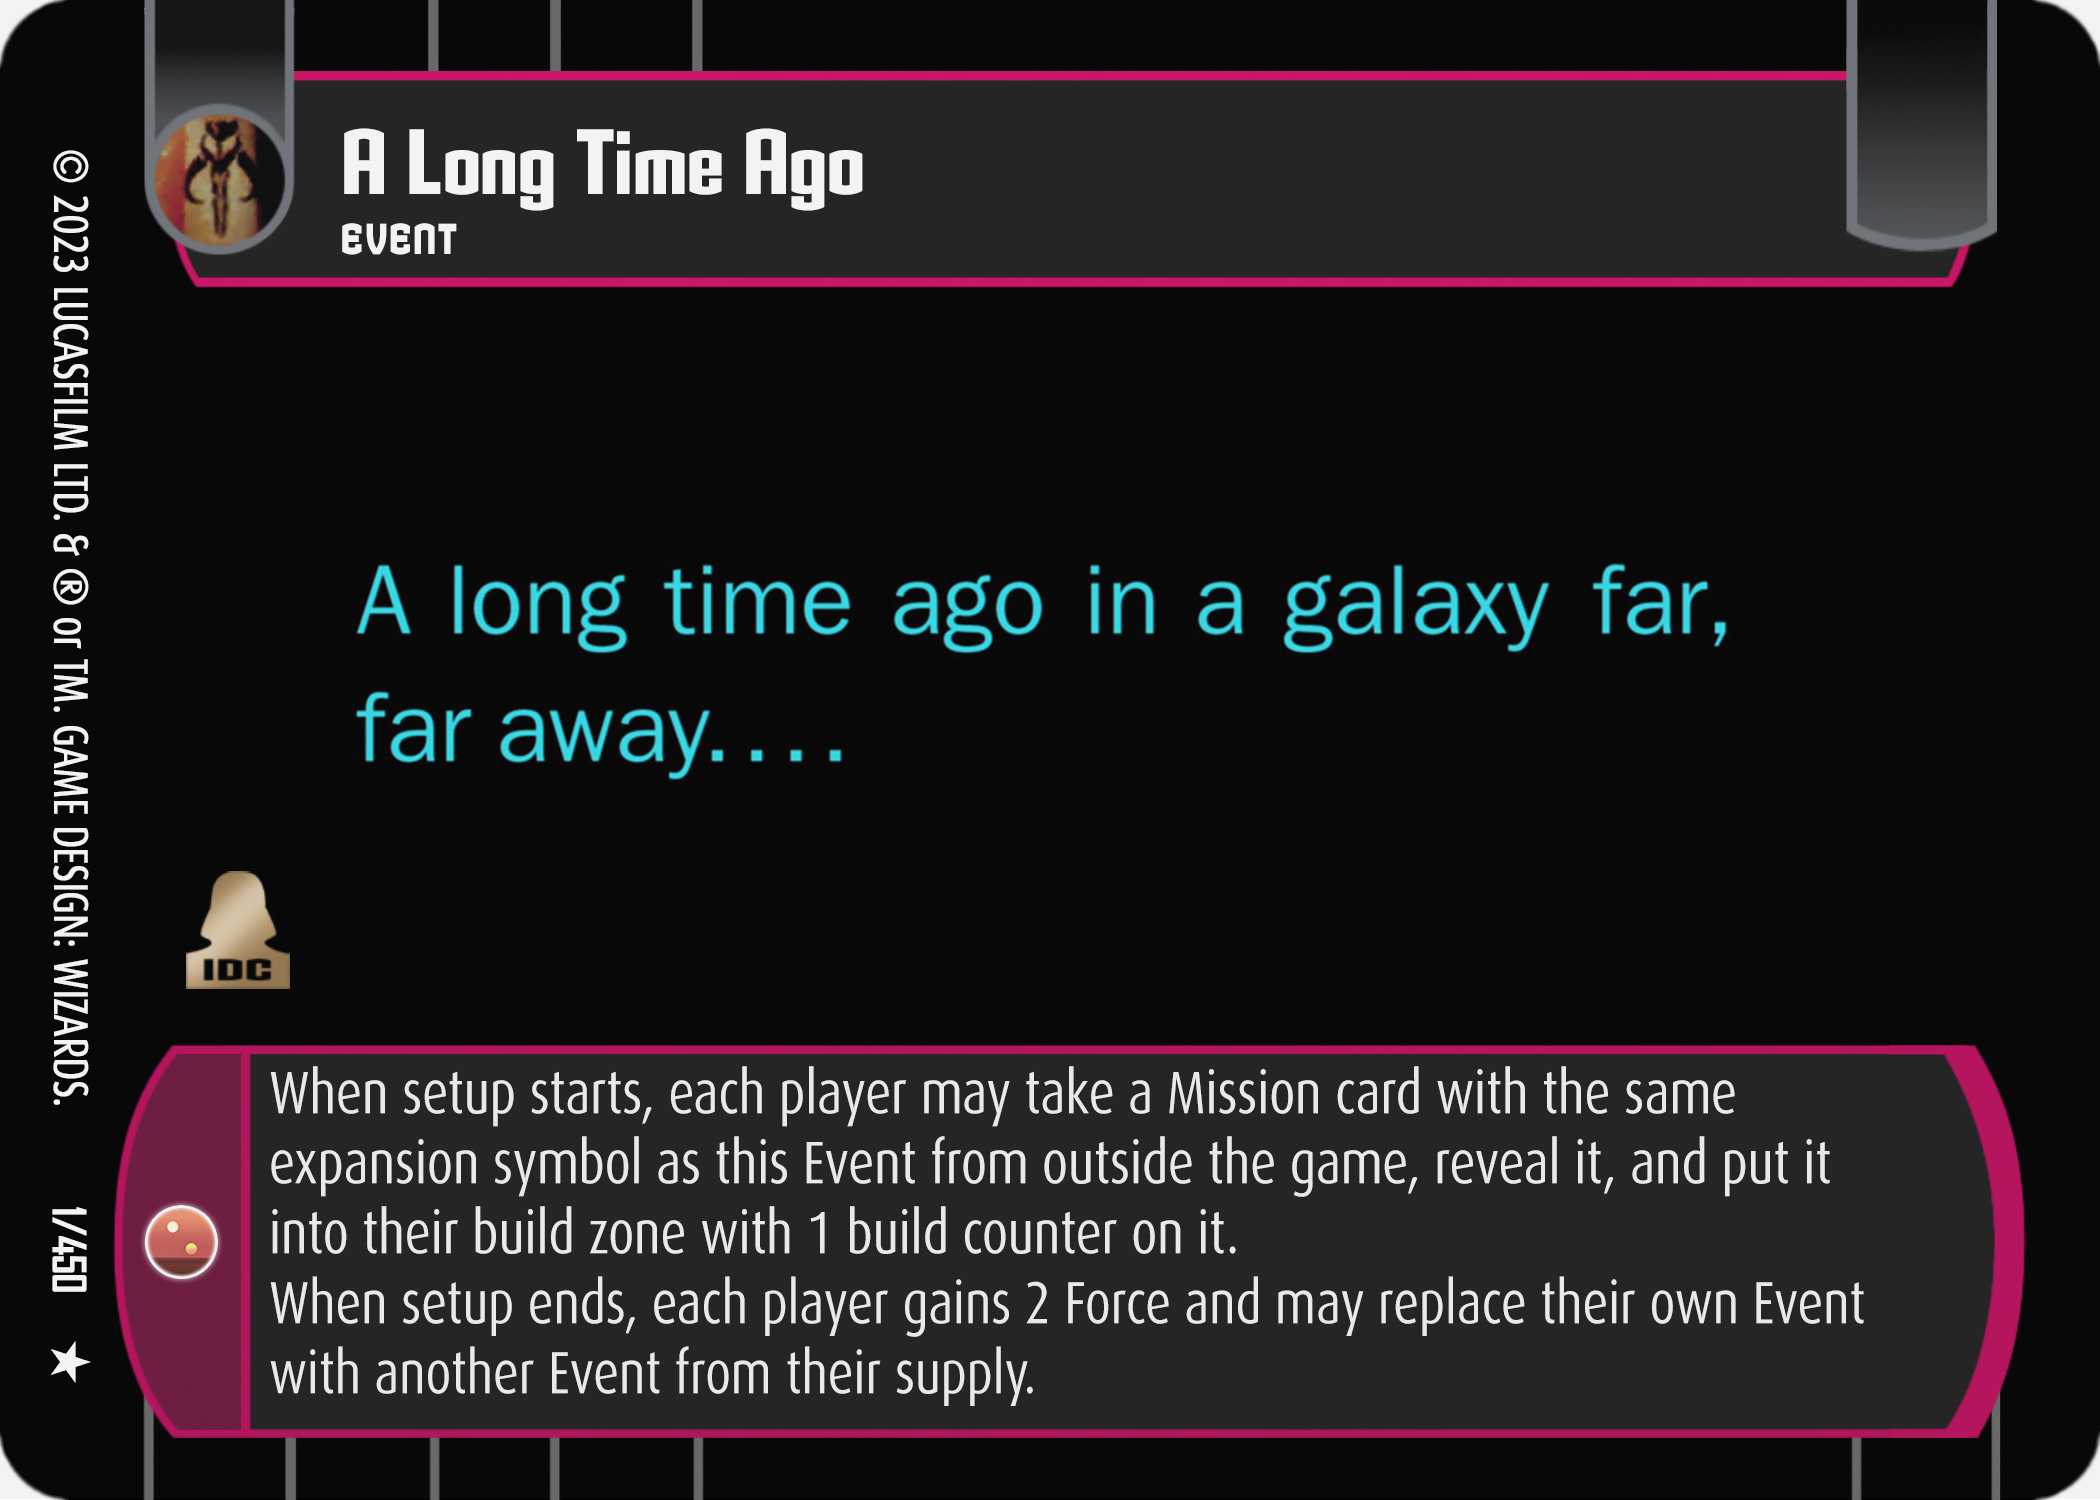 A Long Time Ago
EVENT
A long time ago in a galaxy far,
far away....
IDC
When setup starts, each player may take a Mission card with the same
expansion symbol as this Event from outside the game, reveal it, and put it
into their build zone with 1 build counter on it.
When setup ends, each player gains 2 Force and may replace their own Event
with another Event from their supply.
© 2023 LUCASFILM LTD. & ® or TM. GAME DESIGN: WIZARDS.
1/450 ★